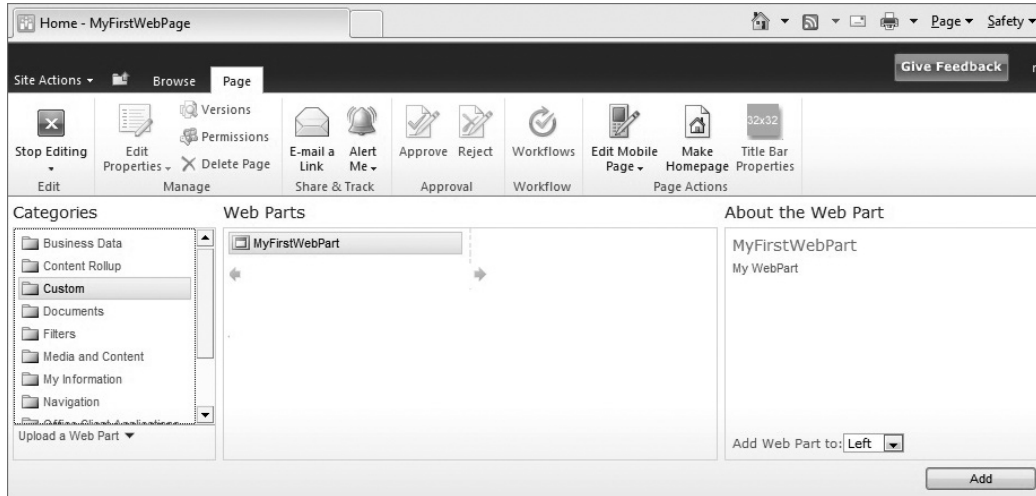 Home - MyFirstWebPage
Page
Safety
Give Feedback
Site Actions
Browse
Page
Stop Editing
Edit
Edit Properties
Versions
Permissions
Delete Page
Manage
E-mail a Link
Alert Me
Share & Track
Approve
Reject
Approval
Workflows
Workflow
Edit Mobile Page
Make Homepage
32x32
Title Bar Properties
Page Actions
Categories
Business Data
Content Rollup
Custom
Documents
Filters
Media and Content
My Information
Navigation
Office Client Applications
Upload a Web Part
Web Parts
MyFirstWebPart
About the Web Part
MyFirstWebPart
My WebPart
Add Web Part to: Left
Add